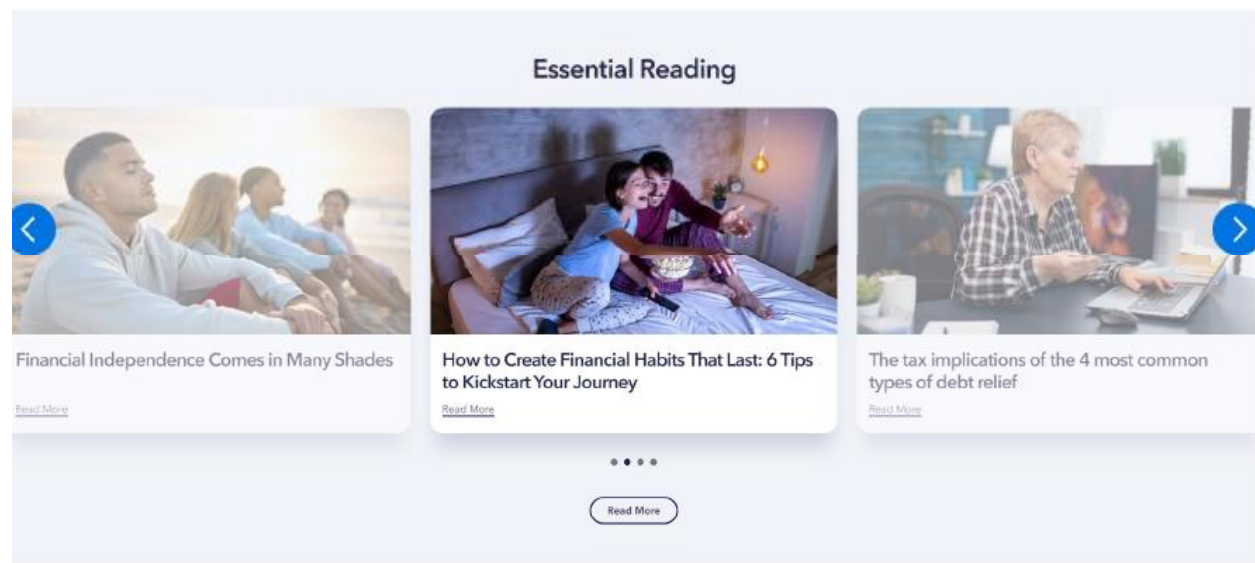 Essential Reading
Financial Independence Comes in Many Shades
Read More
How to Create Financial Habits That Last: 6 Tips
to Kickstart Your Journey
Read More
The tax implications of the 4 most common
types of debt relief
Read More
Read More